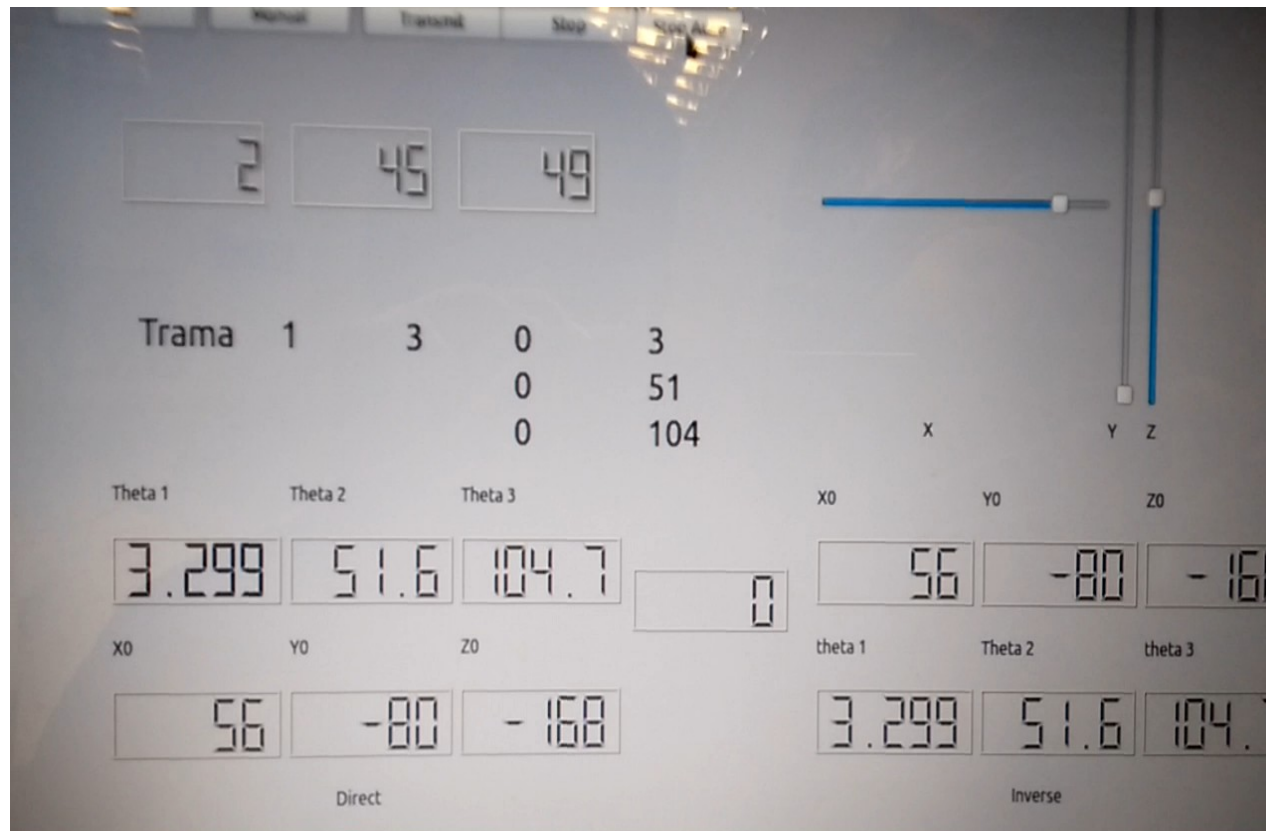 Manual Transmit Stop
2 45 49
Trama 1 3 0 3
0 51
0 104
X Y Z
Theta 1 Theta 2 Theta 3
X0 Y0 Z0
3.299 51.6 104.7
0
56 -80
X0 Y0 Z0
theta 1 Theta 2 theta 3
56 -80 -168
3.299 51.6 104.
Direct
Inverse